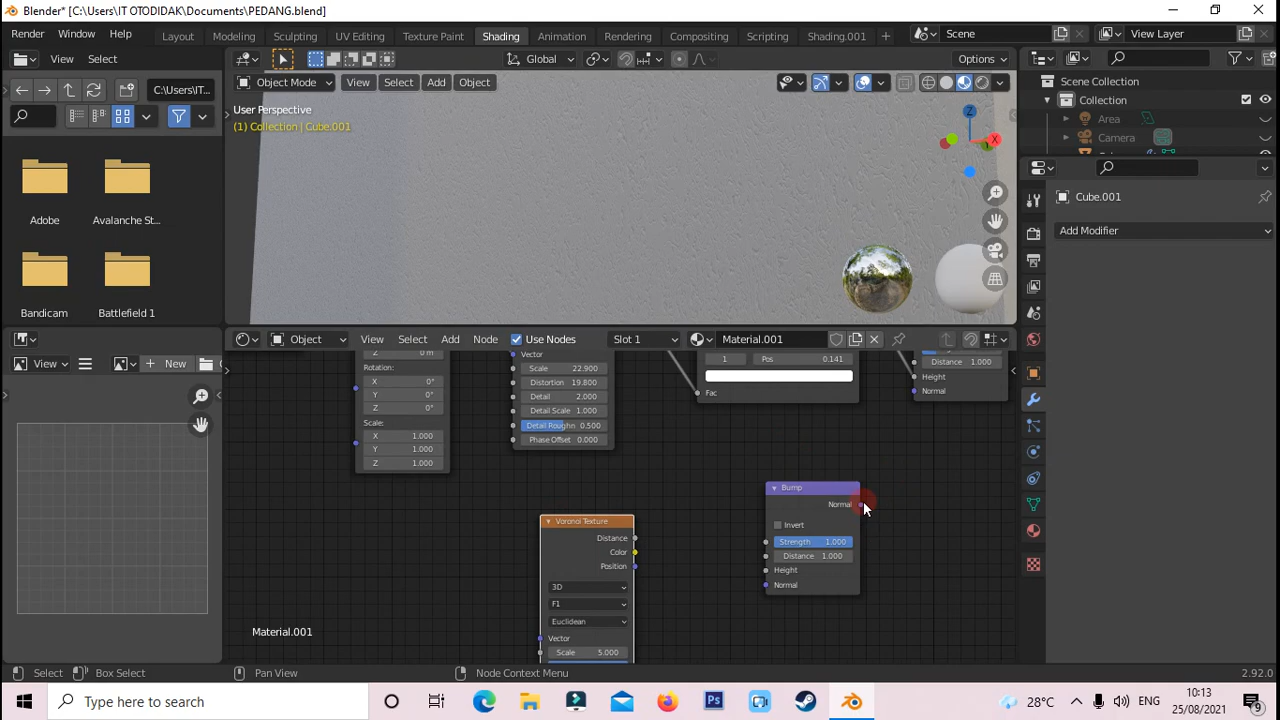 Blender* [C:\Users\IT OTODIDAK\Documents\PEDANG.blend]
Render Window Help Layout Modeling Sculpting UV Editing Texture Paint Shading Animation Rendering Compositing Scripting Shading.001 + Scene View Layer
View Select Global Options
C:\Users\IT...
Object Mode View Select Add Object
User Perspective
(1) Collection | Cube.001
Z
X
Y
Scene Collection
Collection
Area
Camera
Cube.001
Add Modifier
Adobe
Avalanche St...
Bandicam
Battlefield 1
View + New
Object View Select Add Node Use Nodes Slot 1 Material.001
Z 0 m
Rotation:
X 0°
Y 0°
Z 0°
Scale:
X 1.000
Y 1.000
Z 1.000
Vector
Scale 22.900
Distortion 19.800
Detail 2.000
Detail Scale 1.000
Detail Roughn 0.500
Phase Offset 0.000
1 Pos 0.141
Fac
Distance 1.000
Height
Normal
Voronoi Texture
Distance
Color
Position
3D
F1
Euclidean
Vector
Scale 5.000
Bump
Normal
Invert
Strength 1.000
Distance 1.000
Height
Normal
Material.001
Select Box Select Pan View Node Context Menu 2.92.0
Type here to search
Ps
28°C ENG 10:13
25/08/2021
9